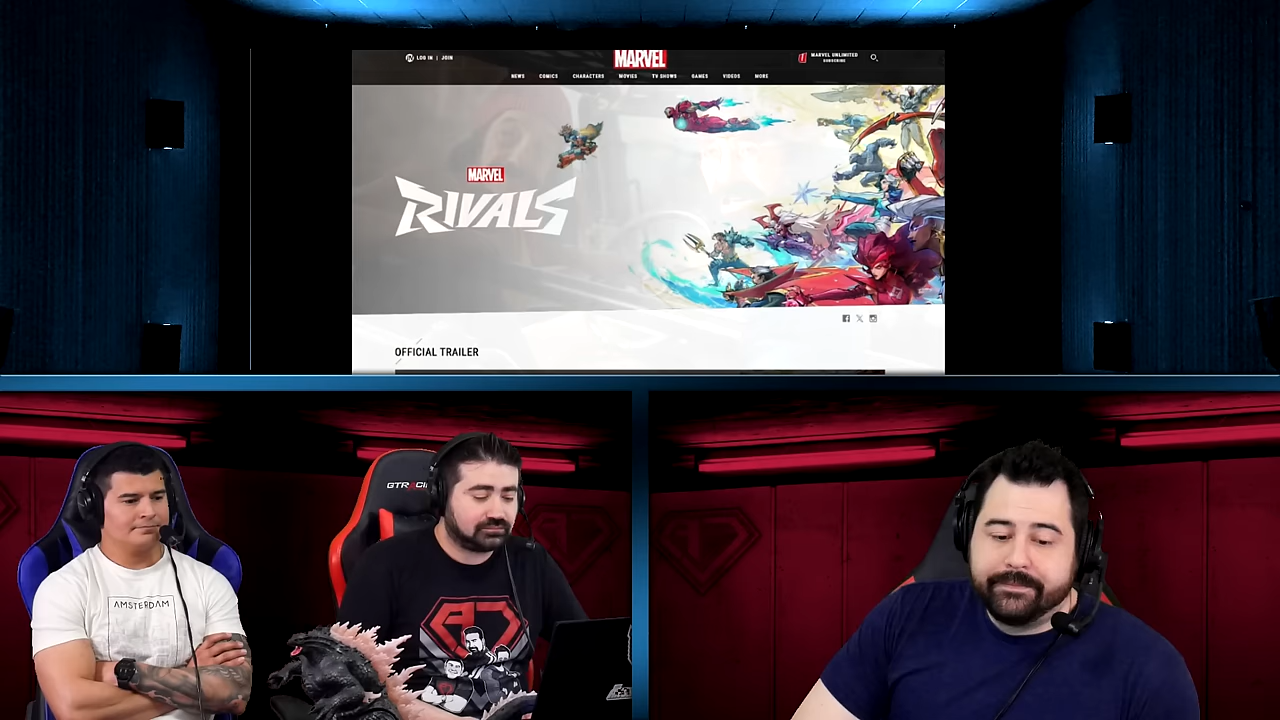 LOG IN | JOIN
MARVEL
MARVEL UNLIMITED
SUBSCRIBE
NEWS COMICS CHARACTERS MOVIES TV SHOWS GAMES VIDEOS MORE
MARVEL
RIVALS
OFFICIAL TRAILER
AMSTERDAM
AJ